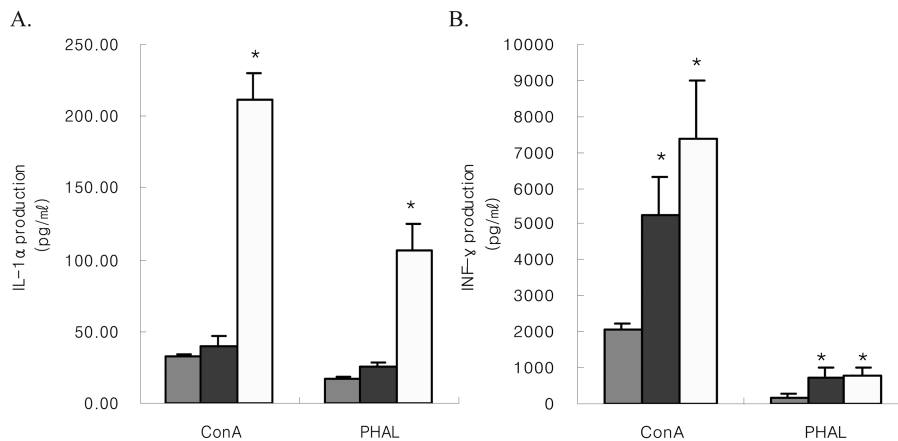 A.
IL-1α production
(pg/㎖)
250.00
200.00
150.00
100.00
50.00
0.00
*
*
ConA
PHAL
B.
INF-ɣ production
(pg/㎖)
10000
9000
8000
7000
6000
5000
4000
3000
2000
1000
0
*
*
*
*
ConA
PHAL